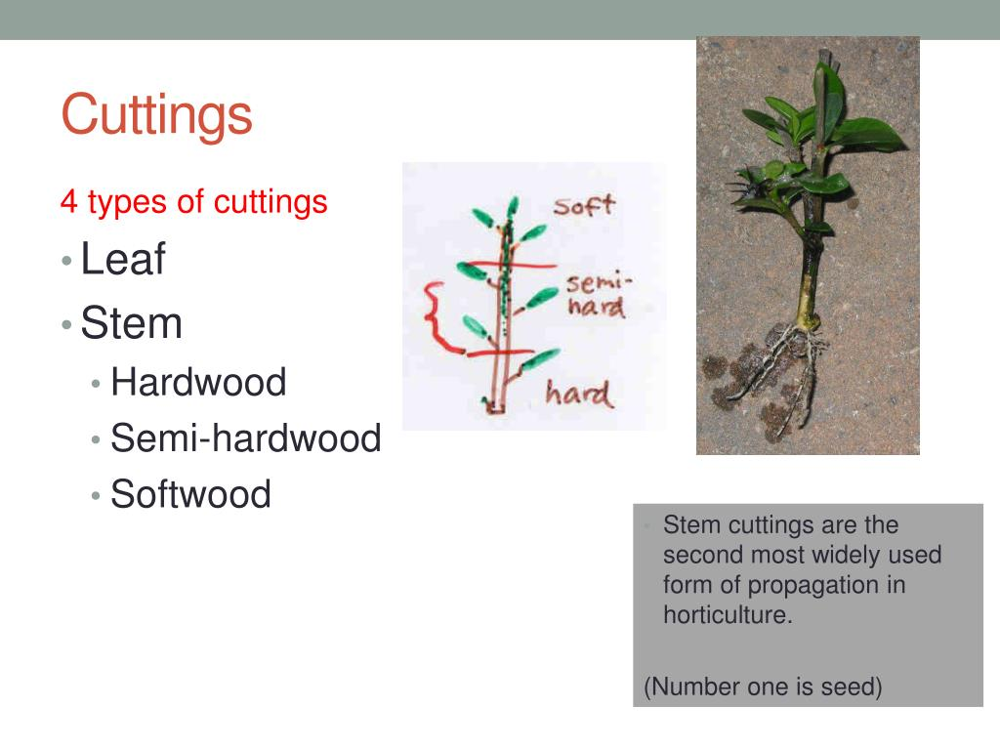 Cuttings
4 types of cuttings
• Leaf
• Stem
• Hardwood
• Semi-hardwood
• Softwood
soft
semi-
hard
hard
• Stem cuttings are the
second most widely used
form of propagation in
horticulture.
(Number one is seed)